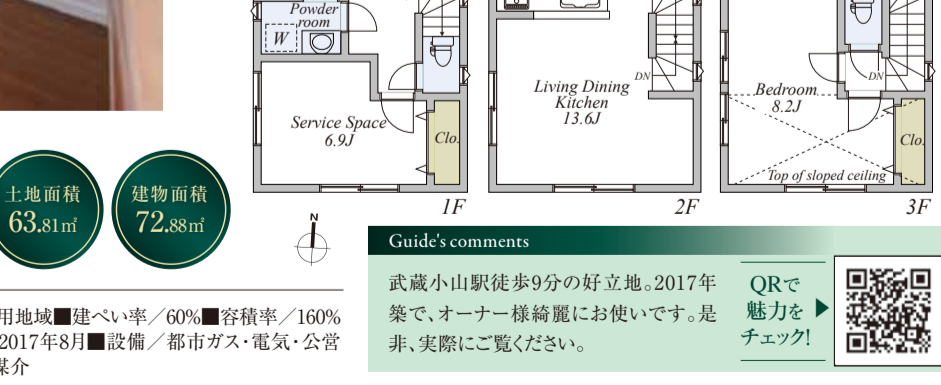 Powder
room
W
Service Space
6.9J
Clo.
1F
DN
Living Dining
Kitchen
13.6J
2F
DN
Bedroom
8.2J
Clo.
Top of sloped ceiling
3F
土地面積
63.81㎡
建物面積
72.88㎡
N
用地域■建ぺい率／60%■容積率／160%
2017年8月■設備／都市ガス・電気・公営
媒介
Guide's comments
武蔵小山駅徒歩9分の好立地。2017年
築で、オーナー様綺麗にお使いです。是
非、実際にご覧ください。
QRで
魅力を
チェック!